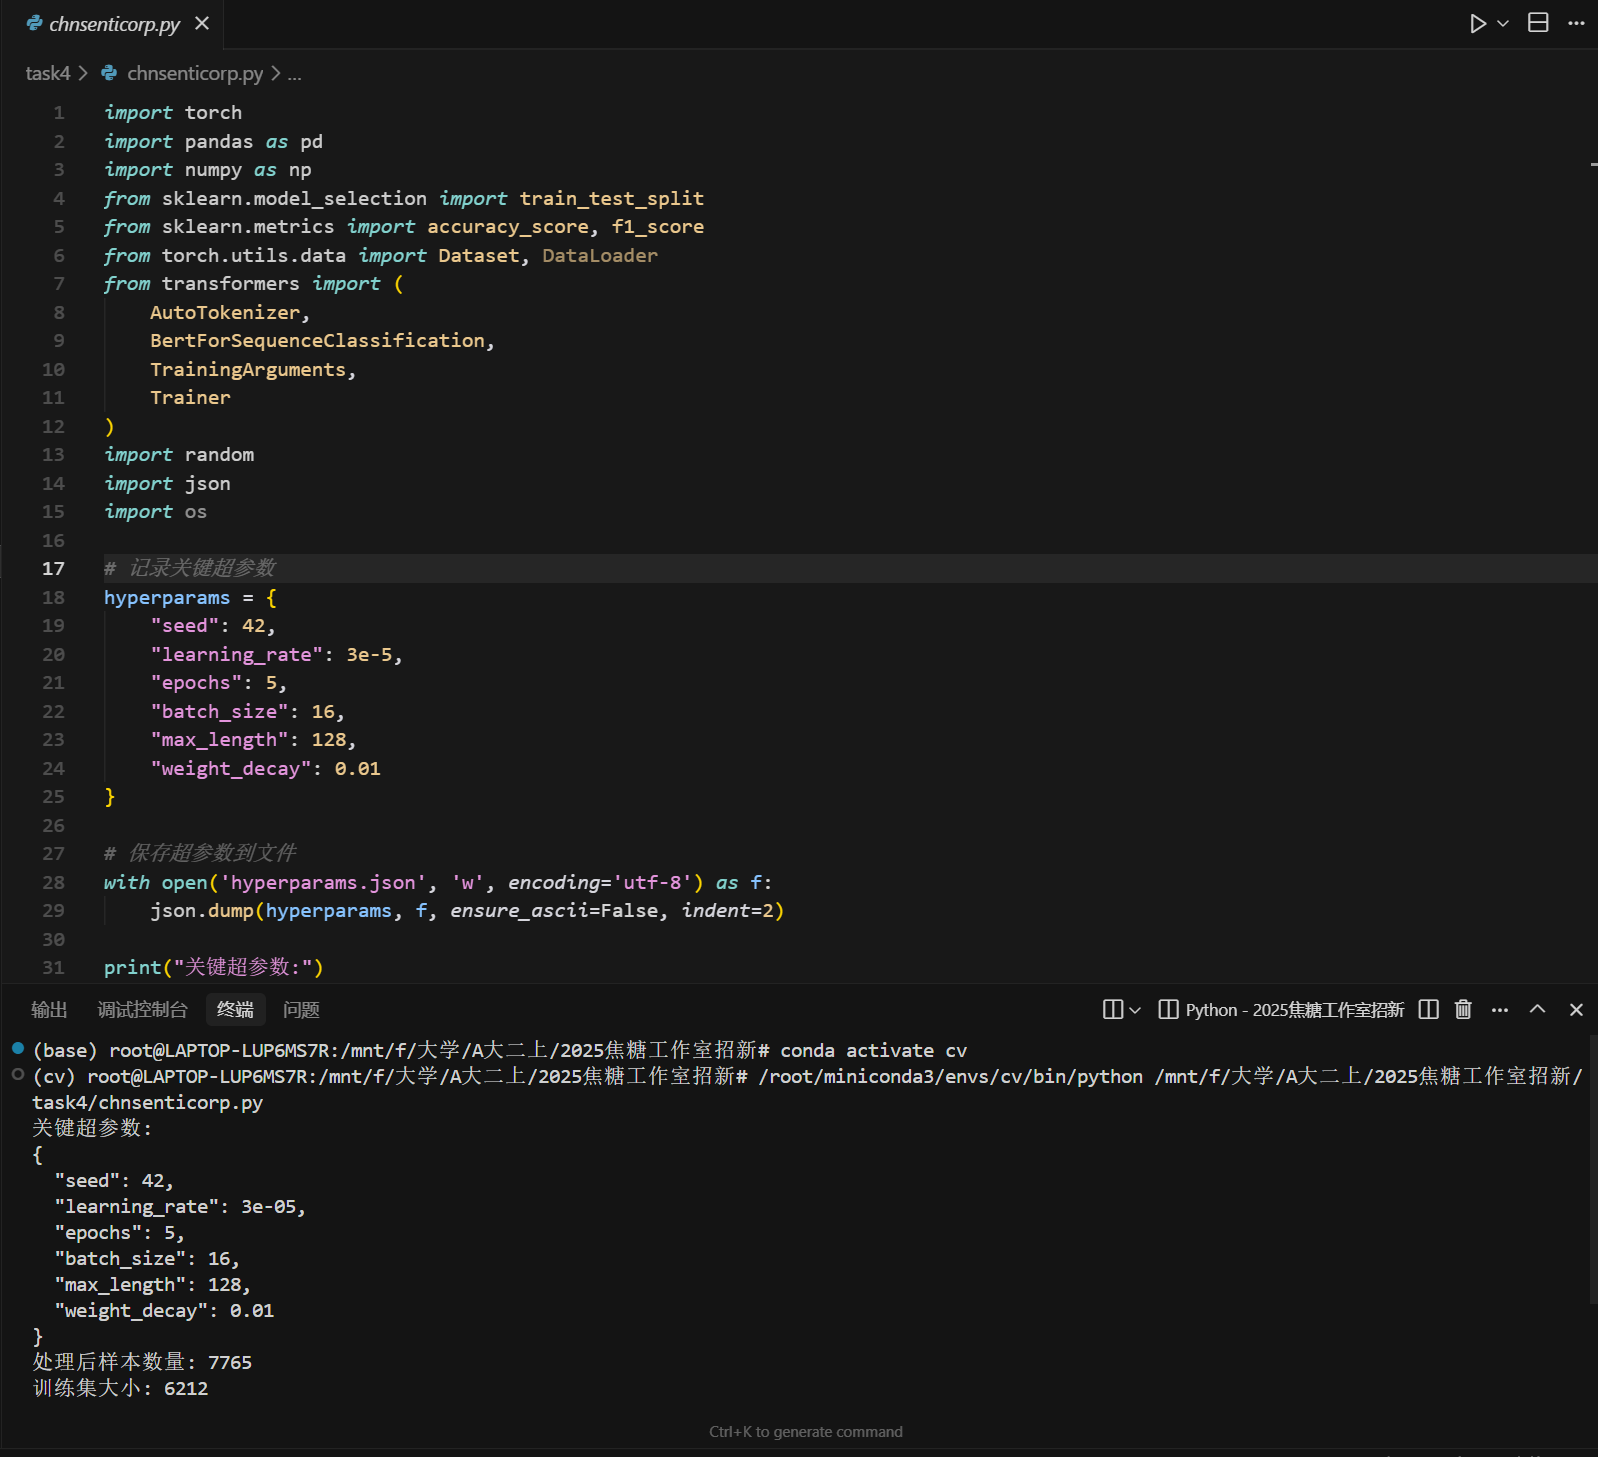 chnsenticorp.py
task4 > chnsenticorp.py > ...
1 import torch
2 import pandas as pd
3 import numpy as np
4 from sklearn.model_selection import train_test_split
5 from sklearn.metrics import accuracy_score, f1_score
6 from torch.utils.data import Dataset, DataLoader
7 from transformers import (
8     AutoTokenizer,
9     BertForSequenceClassification,
10     TrainingArguments,
11     Trainer
12 )
13 import random
14 import json
15 import os
16
17 # 记录关键超参数
18 hyperparams = {
19     "seed": 42,
20     "learning_rate": 3e-5,
21     "epochs": 5,
22     "batch_size": 16,
23     "max_length": 128,
24     "weight_decay": 0.01
25 }
26
27 # 保存超参数到文件
28 with open('hyperparams.json', 'w', encoding='utf-8') as f:
29     json.dump(hyperparams, f, ensure_ascii=False, indent=2)
30
31 print("关键超参数:")
输出 调试控制台 终端 问题 Python - 2025焦糖工作室招新
(base) root@LAPTOP-LUP6MS7R:/mnt/f/大学/A大二上/2025焦糖工作室招新# conda activate cv
(cv) root@LAPTOP-LUP6MS7R:/mnt/f/大学/A大二上/2025焦糖工作室招新# /root/miniconda3/envs/cv/bin/python /mnt/f/大学/A大二上/2025焦糖工作室招新/
task4/chnsenticorp.py
关键超参数:
{
  "seed": 42,
  "learning_rate": 3e-05,
  "epochs": 5,
  "batch_size": 16,
  "max_length": 128,
  "weight_decay": 0.01
}
处理后样本数量: 7765
训练集大小: 6212
Ctrl+K to generate command